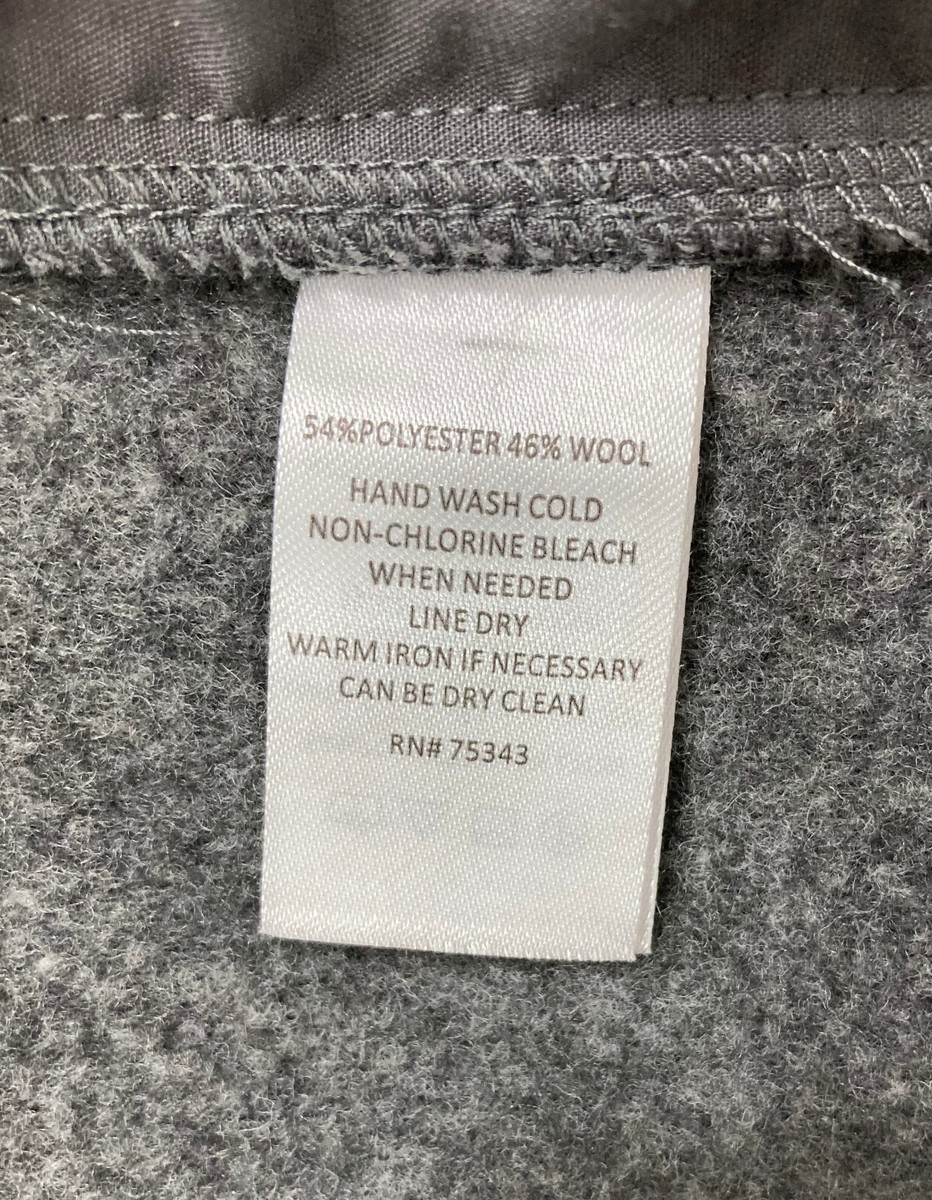 54%POLYESTER 46% WOOL
HAND WASH COLD
NON-CHLORINE BLEACH
WHEN NEEDED
LINE DRY
WARM IRON IF NECESSARY
CAN BE DRY CLEAN
RN# 75343